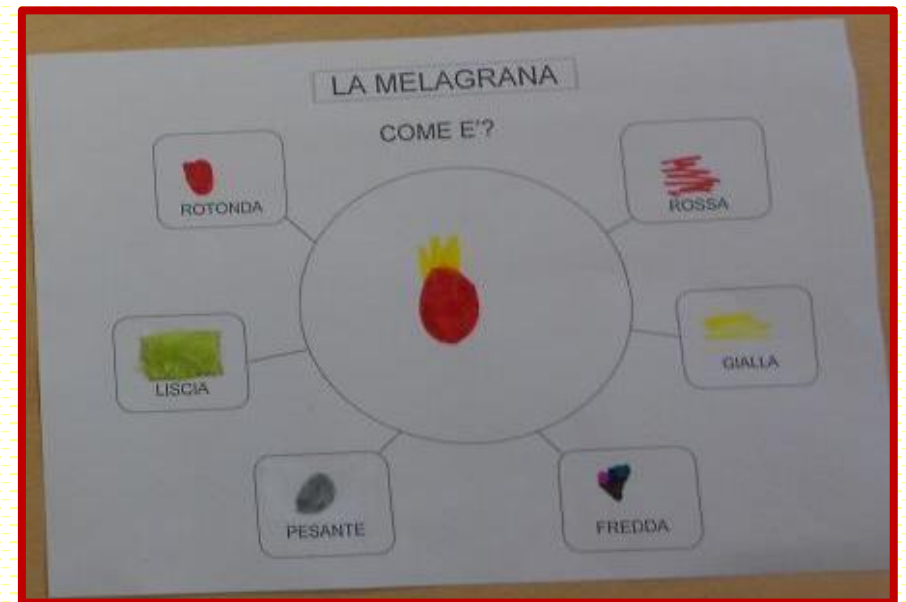 LA MELAGRANA
COME E'?
ROTONDA
ROSSA
LISCIA
GIALLA
PESANTE
FREDDA